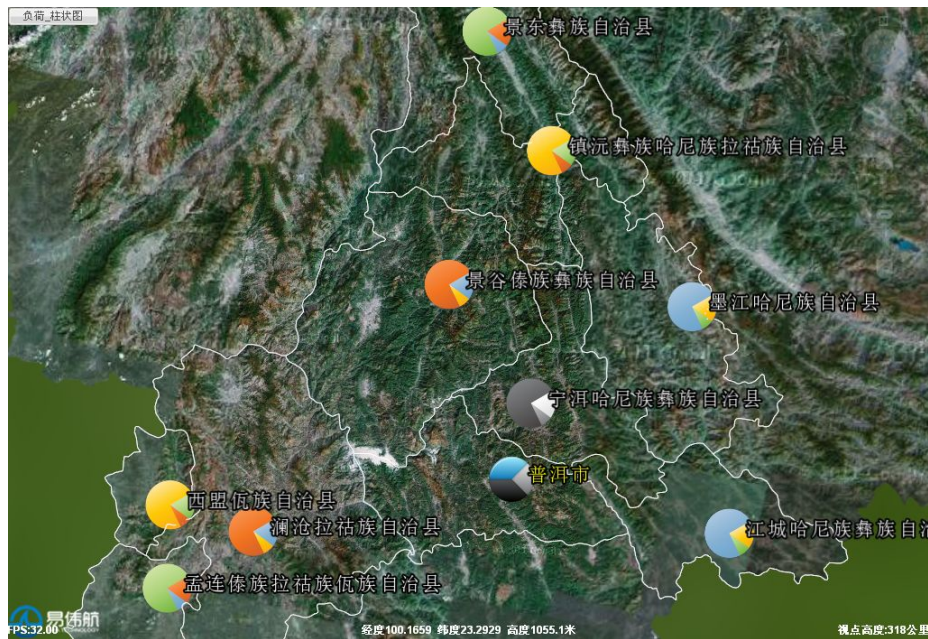 负荷_柱状图
景东彝族自治县
镇沅彝族哈尼族拉祜族自治县
景谷傣族彝族自治县
墨江哈尼族自治县
宁洱哈尼族彝族自治县
普洱市
西盟佤族自治县
澜沧拉祜族自治县
江城哈尼族彝族自治
孟连傣族拉祜族佤族自治县
易伟航
FPS:32.00
经度100.1659 纬度23.2929 高度1055.1米
视点高度:318公里